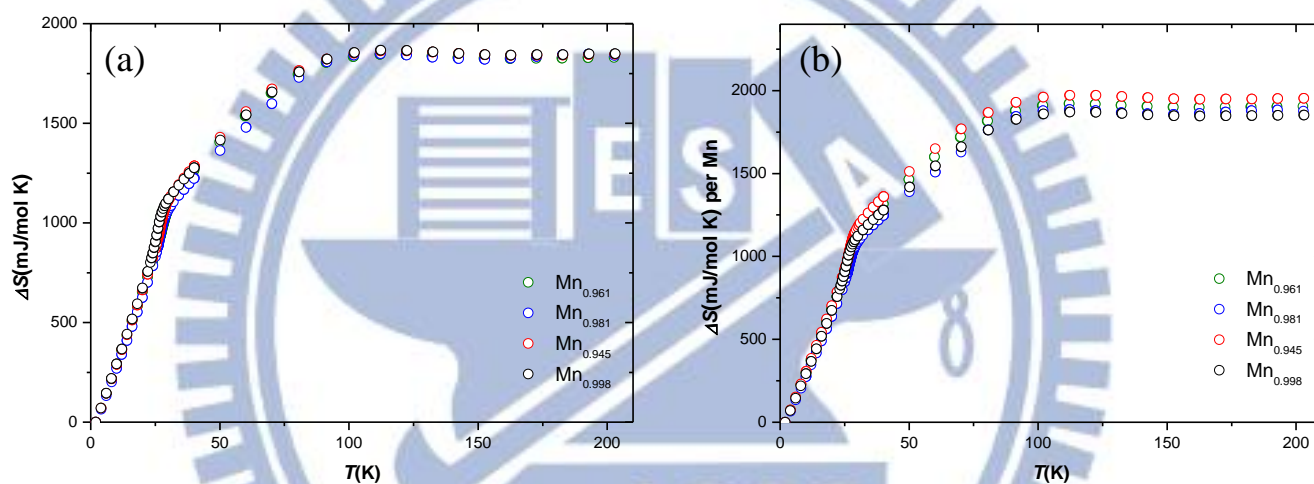 (a)
2000
1500
1000
500
0
ΔS(mJ/mol K)
0 50 100 150 200
T(K)
Mn0.961
Mn0.981
Mn0.945
Mn0.998
E S A
(b)
2000
1500
1000
500
0
ΔS(mJ/mol K) per Mn
0 50 100 150 200
T(K)
Mn0.961
Mn0.981
Mn0.945
Mn0.998